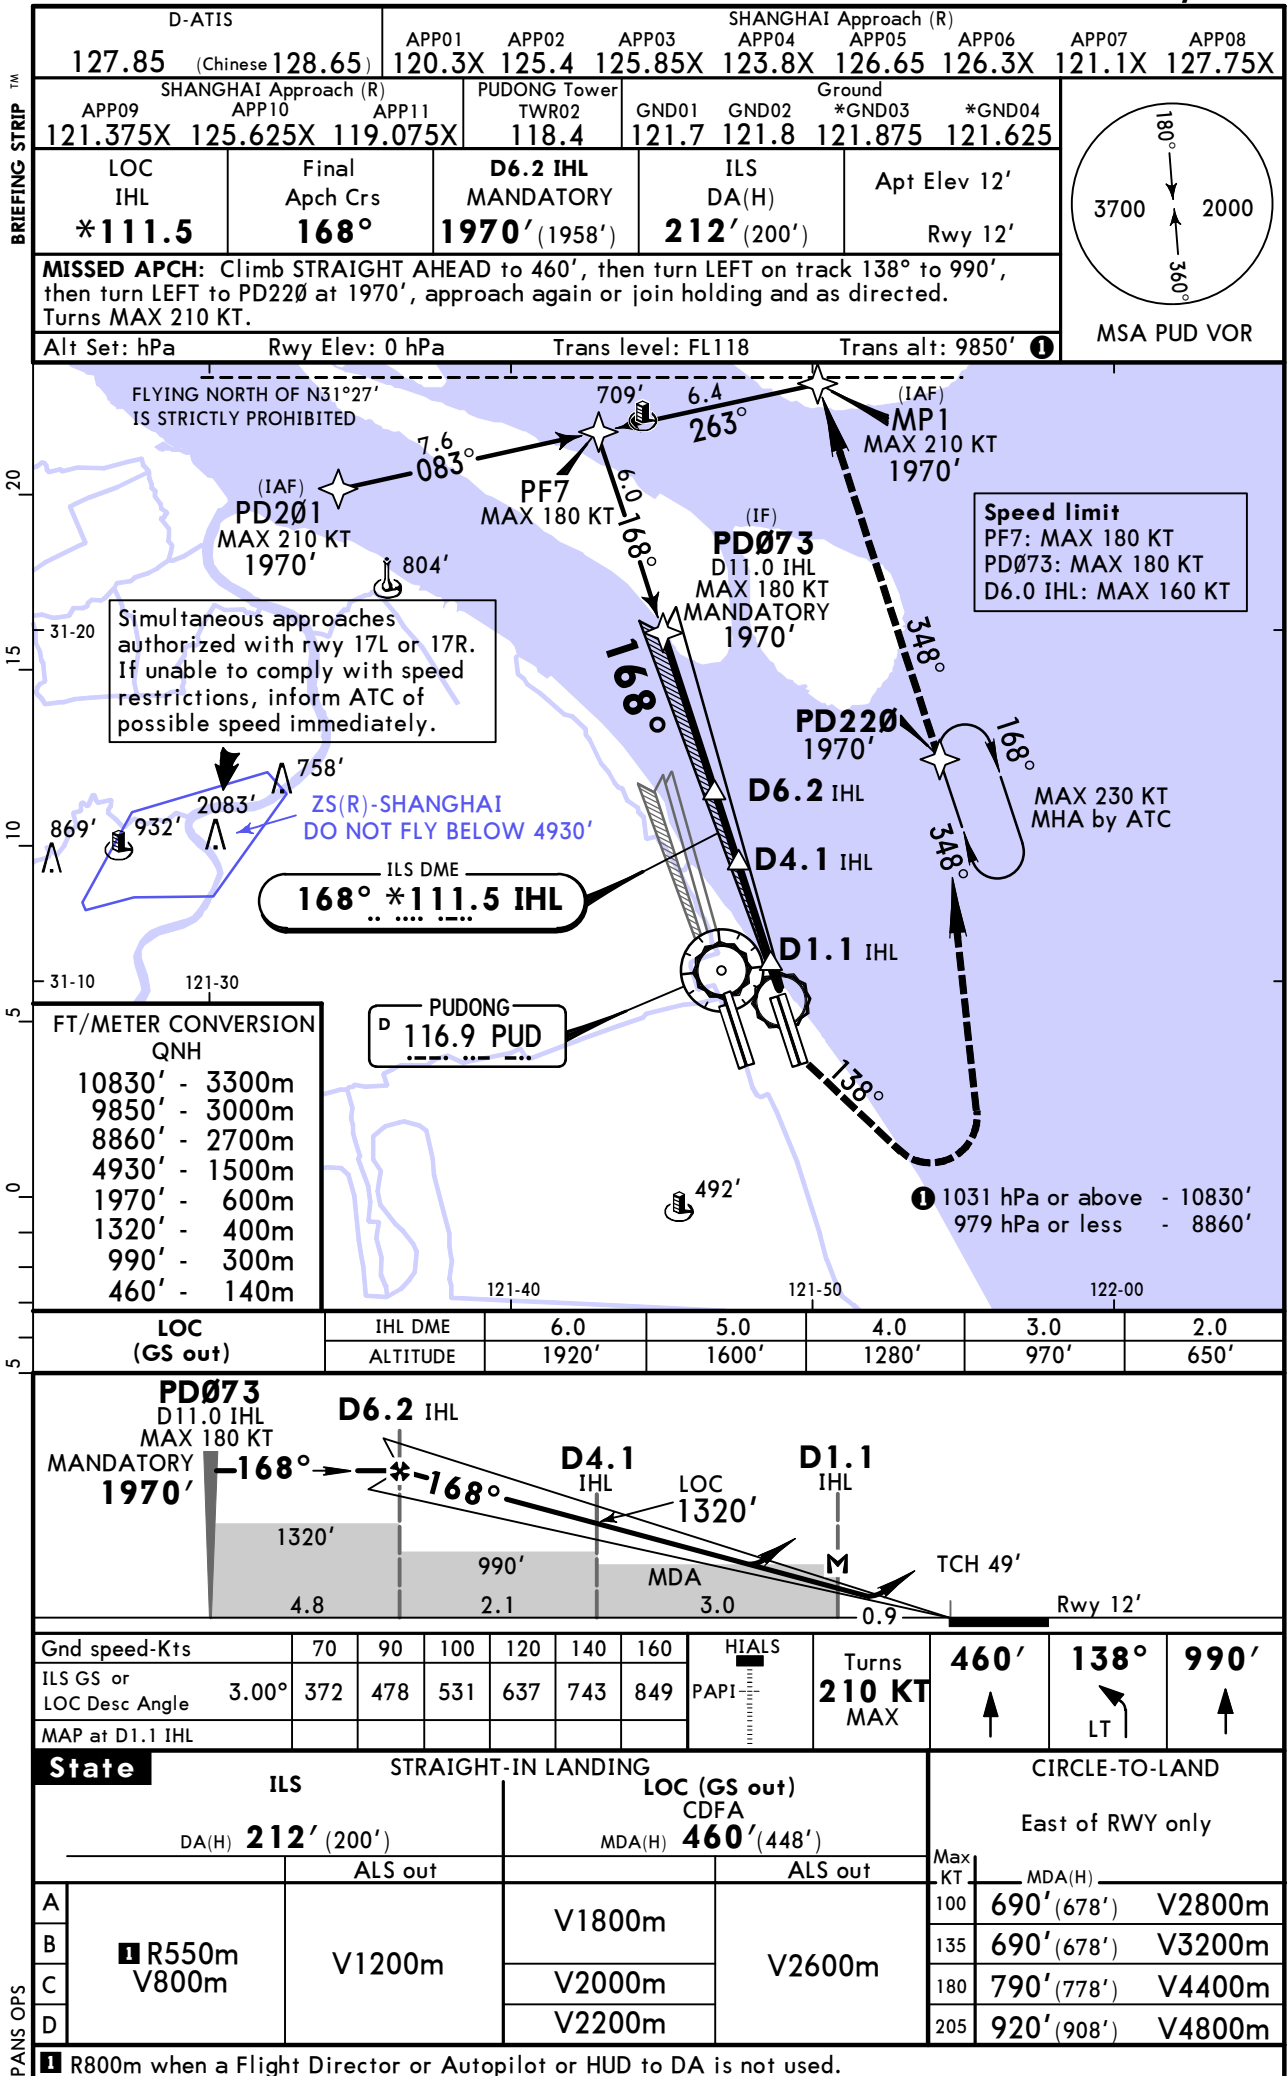 D-ATIS
127.85 (Chinese 128.65)
SHANGHAI Approach (R)
APP01 APP02 APP03 APP04 APP05 APP06 APP07 APP08
120.3X 125.4 125.85X 123.8X 126.65 126.3X 121.1X 127.75X
SHANGHAI Approach (R)
APP09 APP10 APP11
121.375X 125.625X 119.075X
PUDONG Tower
TWR02
118.4
Ground
GND01 GND02 *GND03 *GND04
121.7 121.8 121.875 121.625
BRIEFING STRIP TM
LOC
IHL
*111.5
Final
Apch Crs
168°
D6.2 IHL
MANDATORY
1970' (1958')
ILS
DA(H)
212' (200')
Apt Elev 12'
Rwy 12'
180°
3700 2000
360°
MSA PUD VOR
MISSED APCH: Climb STRAIGHT AHEAD to 460', then turn LEFT on track 138° to 990',
then turn LEFT to PD22Ø at 1970', approach again or join holding and as directed.
Turns MAX 210 KT.
Alt Set: hPa Rwy Elev: 0 hPa Trans level: FL118 Trans alt: 9850' 1
FLYING NORTH OF N31°27'
IS STRICTLY PROHIBITED
709'
6.4
263°
(IAF)
MP1
MAX 210 KT
1970'
7.6
083°
(IAF)
PD2Ø1
MAX 210 KT
1970'
PF7
MAX 180 KT
6.0
168°
(IF)
PDØ73
D11.0 IHL
MAX 180 KT
MANDATORY
1970'
Speed limit
PF7: MAX 180 KT
PDØ73: MAX 180 KT
D6.0 IHL: MAX 160 KT
804'
Simultaneous approaches
authorized with rwy 17L or 17R.
If unable to comply with speed
restrictions, inform ATC of
possible speed immediately.
31-20
168°
348°
PD22Ø
1970'
168°
348°
MAX 230 KT
MHA by ATC
758'
2083'
932'
869'
ZS(R)-SHANGHAI
DO NOT FLY BELOW 4930'
D6.2 IHL
D4.1 IHL
D1.1 IHL
ILS DME
168° *111.5 IHL
31-10
121-30
PUDONG
D 116.9 PUD
138°
492'
20
15
10
5
0
5
FT/METER CONVERSION
QNH
10830' - 3300m
9850' - 3000m
8860' - 2700m
4930' - 1500m
1970' - 600m
1320' - 400m
990' - 300m
460' - 140m
1 1031 hPa or above - 10830'
979 hPa or less - 8860'
121-40 121-50 122-00
LOC
(GS out)
IHL DME 6.0 5.0 4.0 3.0 2.0
ALTITUDE 1920' 1600' 1280' 970' 650'
PDØ73
D11.0 IHL
MAX 180 KT
MANDATORY
1970'
D6.2 IHL
168°
168°
D4.1
IHL
LOC
1320'
D1.1
IHL
1320'
990'
MDA
M
TCH 49'
4.8 2.1 3.0 0.9
Rwy 12'
Gnd speed-Kts 70 90 100 120 140 160
ILS GS or
LOC Desc Angle 3.00° 372 478 531 637 743 849
MAP at D1.1 IHL
HIALS
PAPI
Turns
210 KT
MAX
460'
138°
LT
990'
State
STRAIGHT-IN LANDING
ILS
DA(H) 212' (200')
ALS out
LOC (GS out)
CDFA
MDA(H) 460' (448')
ALS out
CIRCLE-TO-LAND
East of RWY only
Max
KT MDA(H)
A
B
C
D
1 R550m
V800m
V1200m
V1800m
V2000m
V2200m
V2600m
100 690' (678') V2800m
135 690' (678') V3200m
180 790' (778') V4400m
205 920' (908') V4800m
PANS OPS
1 R800m when a Flight Director or Autopilot or HUD to DA is not used.